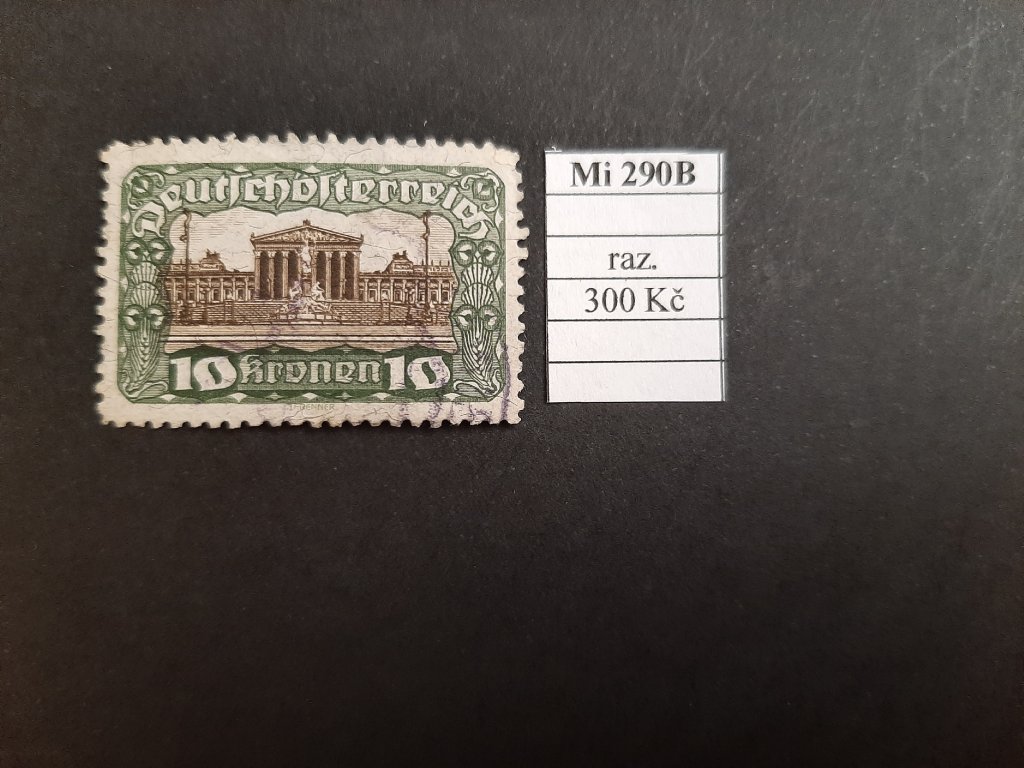 Deutschösterreich
10 Kronen 10
Mi 290B
raz.
300 Kč